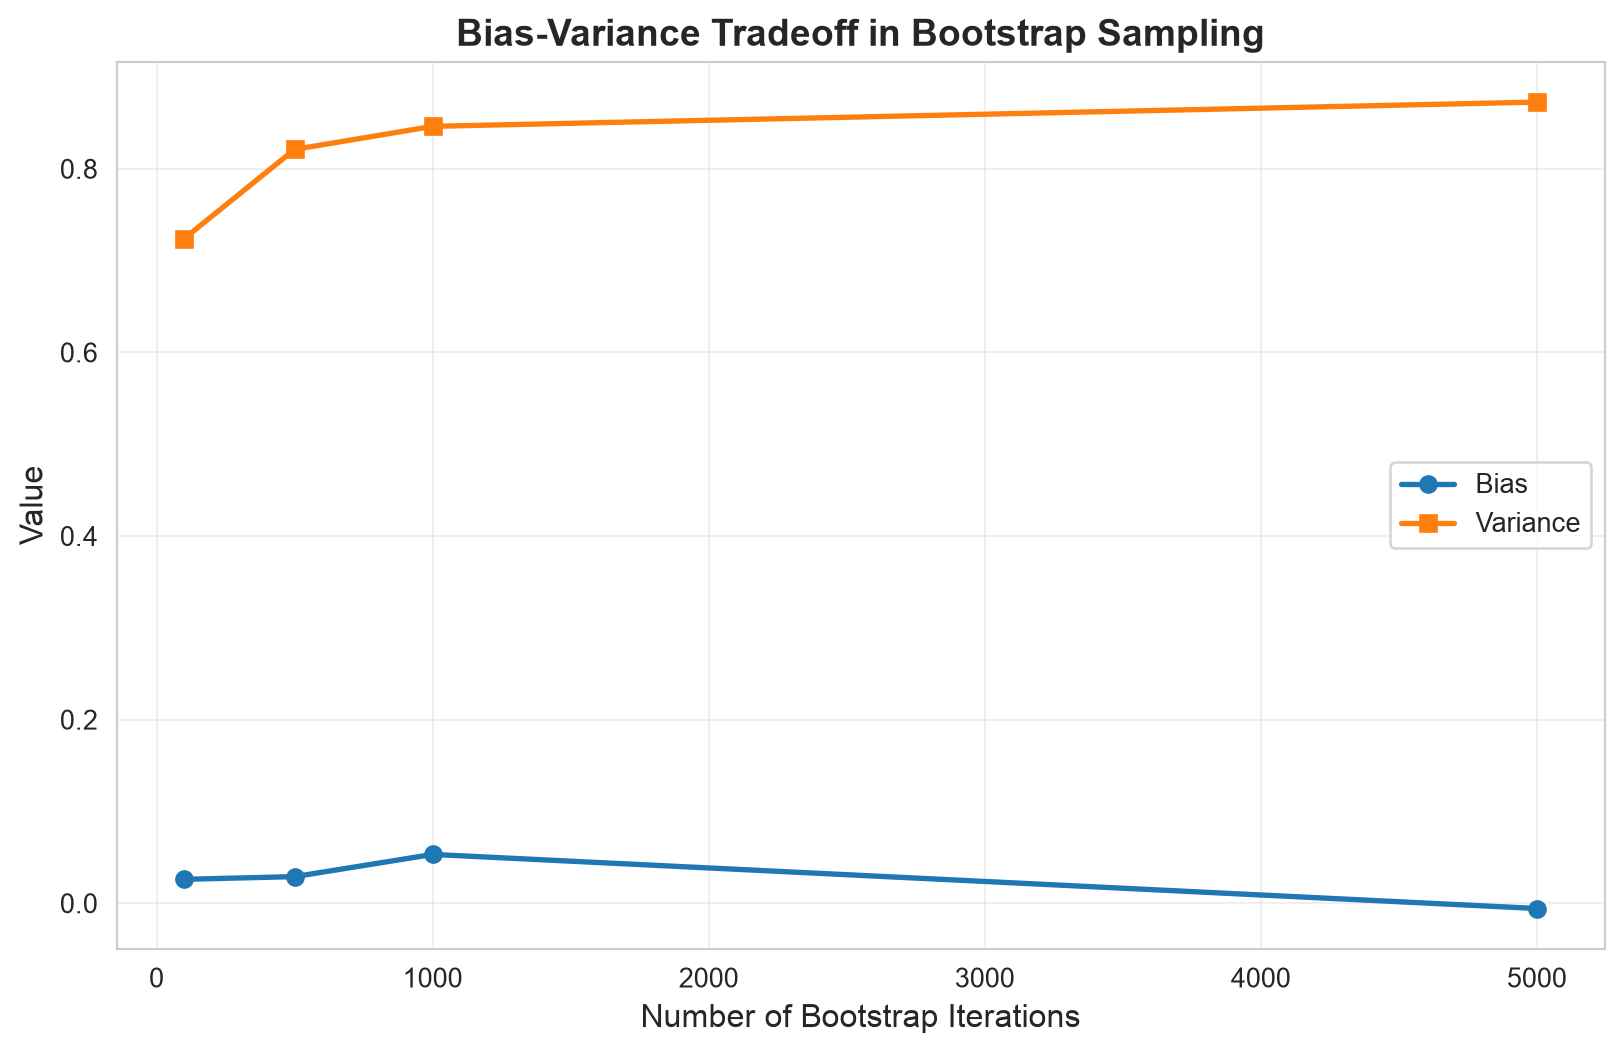 Bias-Variance Tradeoff in Bootstrap Sampling
0.8
0.6
0.4
0.2
0.0
Value
Bias
Variance
0 1000 2000 3000 4000 5000
Number of Bootstrap Iterations